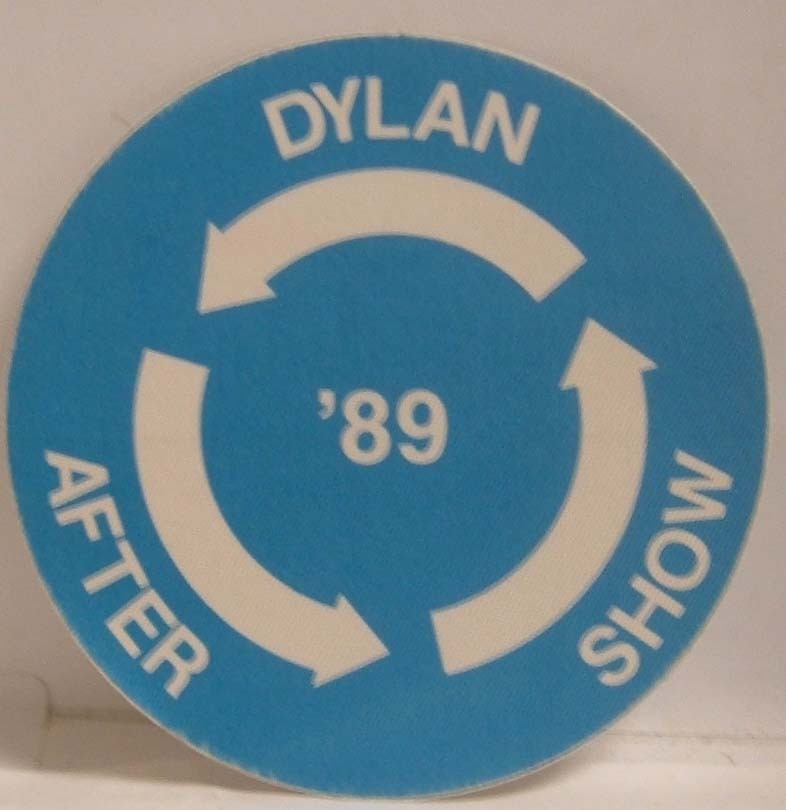 DYLAN
'89
AFTER
SHOW